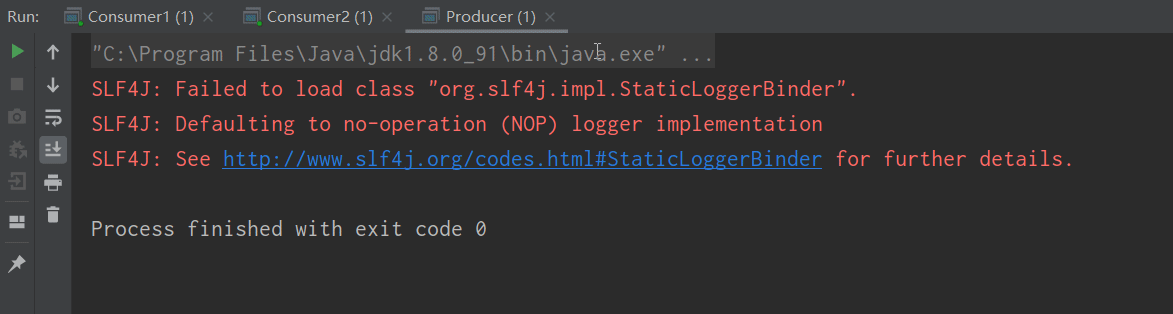 Run: Consumer1 (1) × Consumer2 (1) × Producer (1) ×
"C:\Program Files\Java\jdk1.8.0_91\bin\java.exe" ...
SLF4J: Failed to load class "org.slf4j.impl.StaticLoggerBinder".
SLF4J: Defaulting to no-operation (NOP) logger implementation
SLF4J: See http://www.slf4j.org/codes.html#StaticLoggerBinder for further details.
Process finished with exit code 0